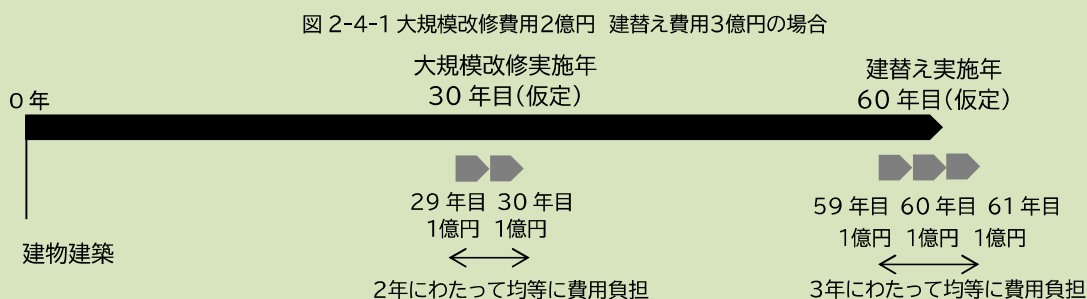 図 2-4-1 大規模改修費用2億円 建替え費用3億円の場合
大規模改修実施年
30 年目(仮定)
建替え実施年
60 年目(仮定)
0 年
29 年目 30 年目
1億円 1億円
59 年目 60 年目 61 年目
1億円 1億円 1億円
建物建築
2年にわたって均等に費用負担
3年にわたって均等に費用負担